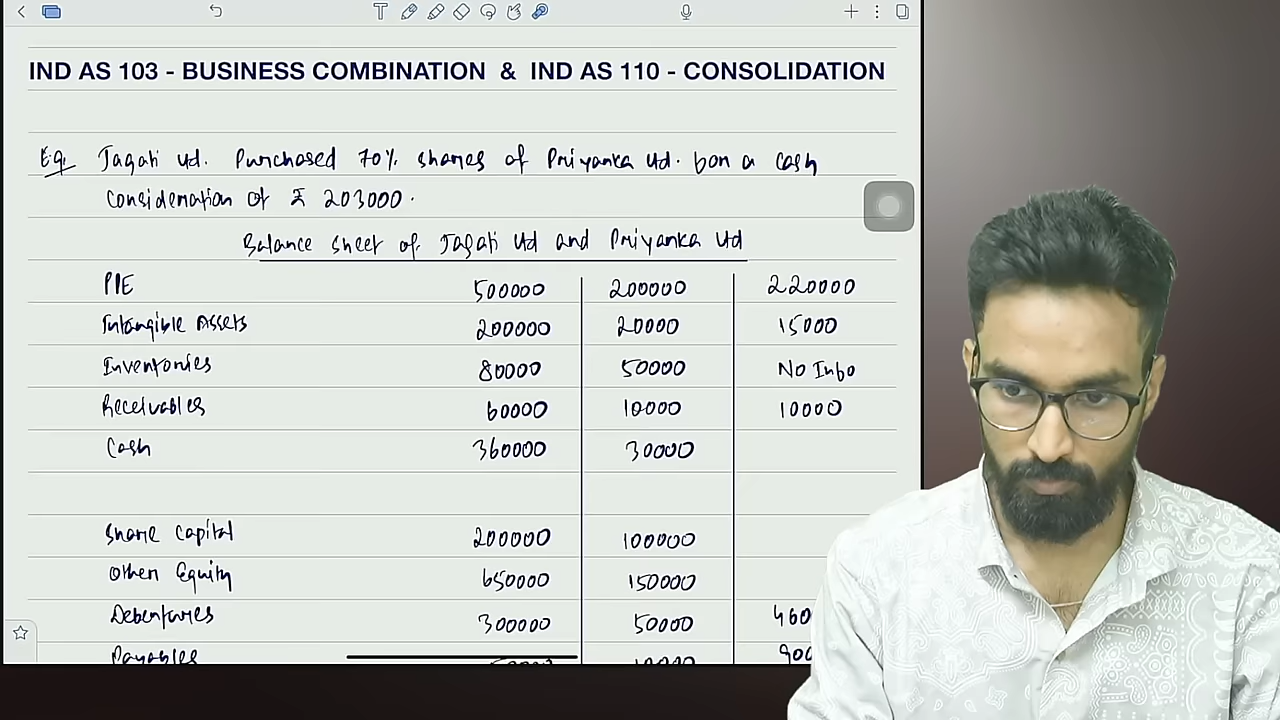 IND AS 103 - BUSINESS COMBINATION & IND AS 110 - CONSOLIDATION
Eg. Jagati Ltd. Purchased 70% shares of Priyanka Ltd. for a cash
Consideration of ₹ 203000.
Balance sheet of Jagati Ltd and Priyanka Ltd
PPE 500000 200000 220000
Intangible Assets 200000 20000 15000
Inventories 80000 50000 No Info
Receivables 60000 10000 10000
Cash 360000 30000
Share Capital 200000 100000
Other Equity 650000 150000
Debentures 300000 50000 460
Payables 900